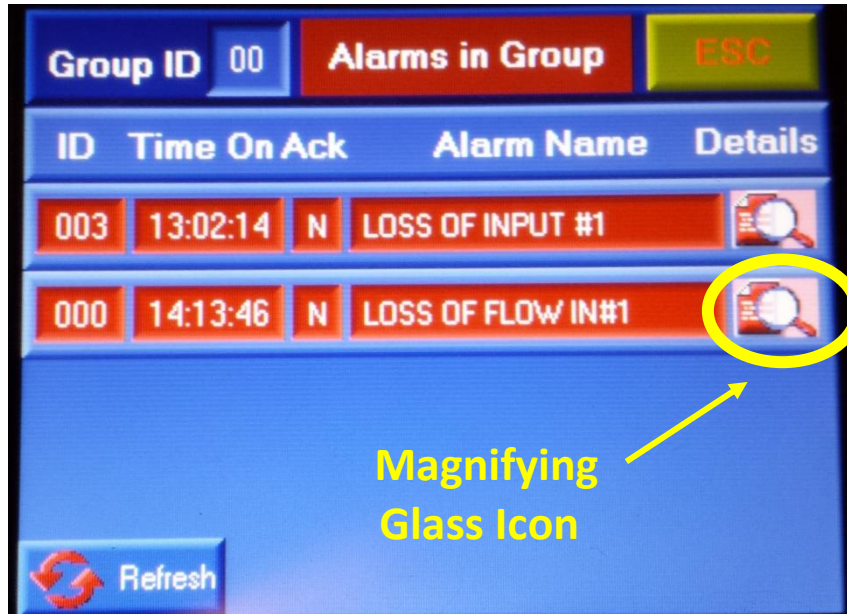 Group ID 00 Alarms in Group ESC
ID Time On Ack Alarm Name Details
003 13:02:14 N LOSS OF INPUT #1
000 14:13:46 N LOSS OF FLOW IN#1
Magnifying
Glass Icon
Refresh